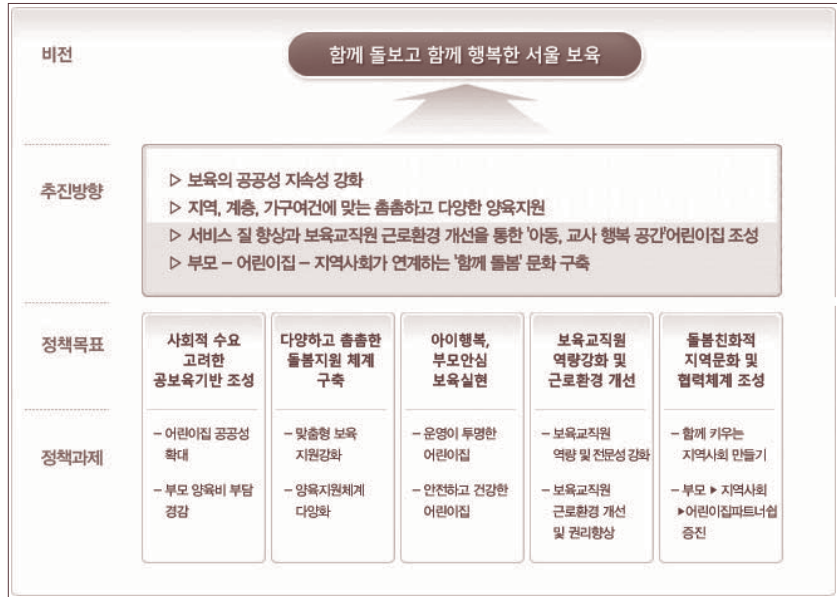 비전
함께 돌보고 함께 행복한 서울 보육
추진방향
▷ 보육의 공공성 지속성 강화
▷ 지역, 계층, 가구여건에 맞는 촘촘하고 다양한 양육지원
▷ 서비스 질 향상과 보육교직원 근로환경 개선을 통한 '아동, 교사 행복 공간'어린이집 조성
▷ 부모 – 어린이집 – 지역사회가 연계하는 '함께 돌봄' 문화 구축
정책목표
사회적 수요
고려한
공보육기반 조성
다양하고 촘촘한
돌봄지원 체계
구축
아이행복,
부모안심
보육실현
보육교직원
역량강화 및
근로환경 개선
돌봄친화적
지역문화 및
협력체계 조성
정책과제
– 어린이집 공공성
확대
– 부모 양육비 부담
경감
– 맞춤형 보육
지원강화
– 양육지원체계
다양화
– 운영이 투명한
어린이집
– 안전하고 건강한
어린이집
– 보육교직원
역량 및 전문성 강화
– 보육교직원
근로환경 개선
및 권리향상
– 함께 키우는
지역사회 만들기
– 부모 ▶ 지역사회
▶어린이집파트너쉽
증진